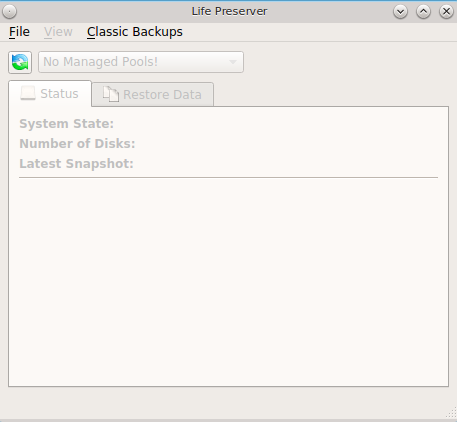 Life Preserver
File View Classic Backups
No Managed Pools!
Status Restore Data
System State:
Number of Disks:
Latest Snapshot: